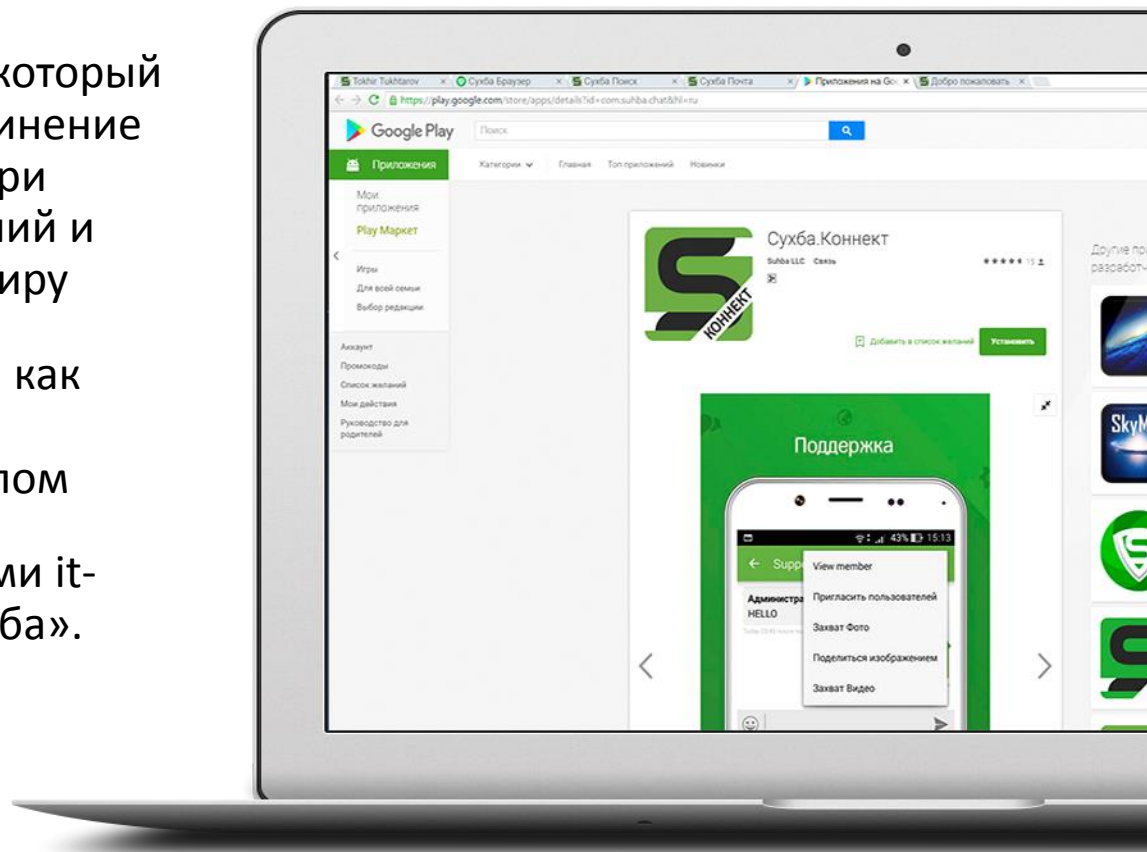 который
инение
ри
ний и
иру
как
лом
ми it-
ба».
Tokhir Tukhtarov
Сухба Браузер
Сухба Поиск
Сухба Почта
Приложения на Go
Добро пожаловать
https://play.google.com/store/apps/details?id=com.suhba.chat&hl=ru
Google Play
Поиск
Приложения
Категории
Главная
Топ приложений
Новинки
Мои
приложения
Play Маркет
Игры
Для всей семьи
Выбор редакции
Аккаунт
Промокоды
Список желаний
Мои действия
Руководство для
родителей
КОННЕКТ
Сухба.Коннект
Suhba LLC Связь
15
Добавить в список желаний
Установить
Другие
разработч
SkyM
Поддержка
43% 15:13
Supp
View member
Пригласить пользователей
Захват Фото
Поделиться изображением
Захват Видео
Администра
HELLO